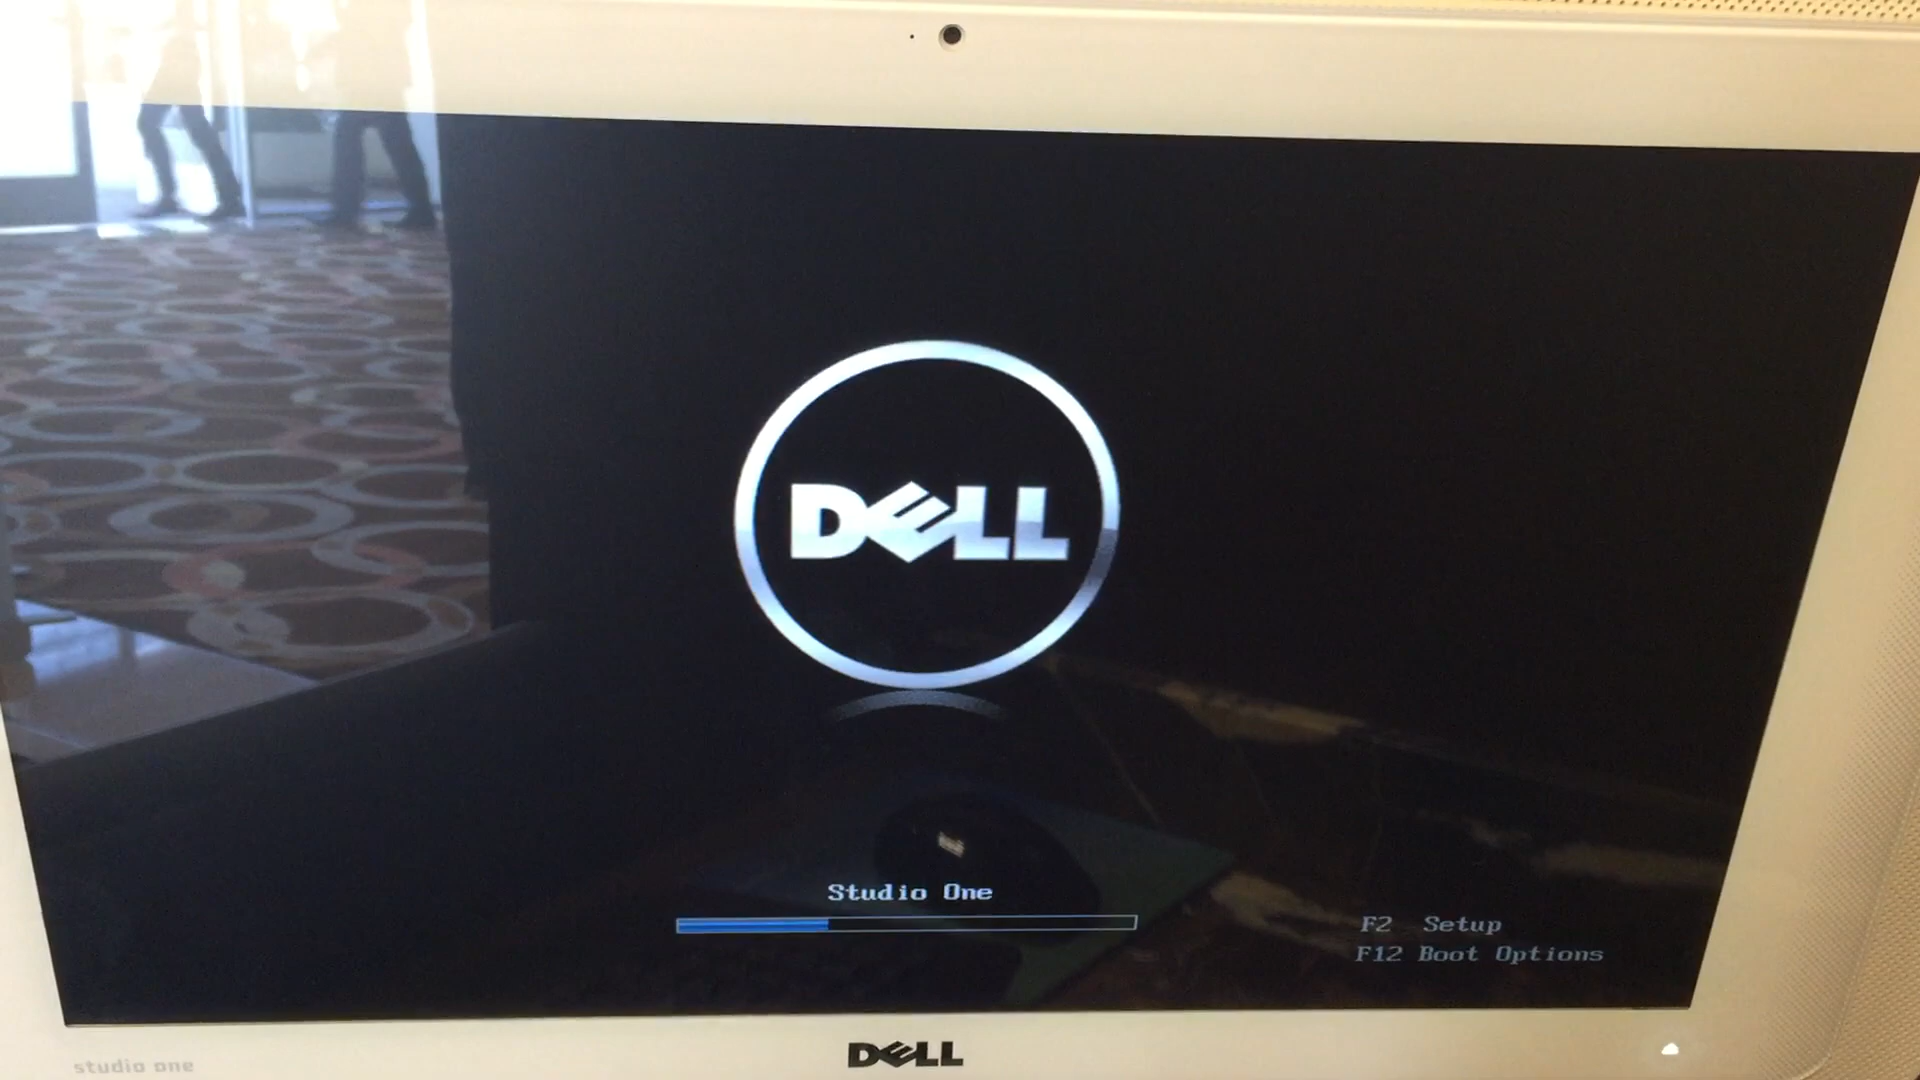 DELL
Studio One
F2 Setup
F12 Boot Options
DELL
studio one